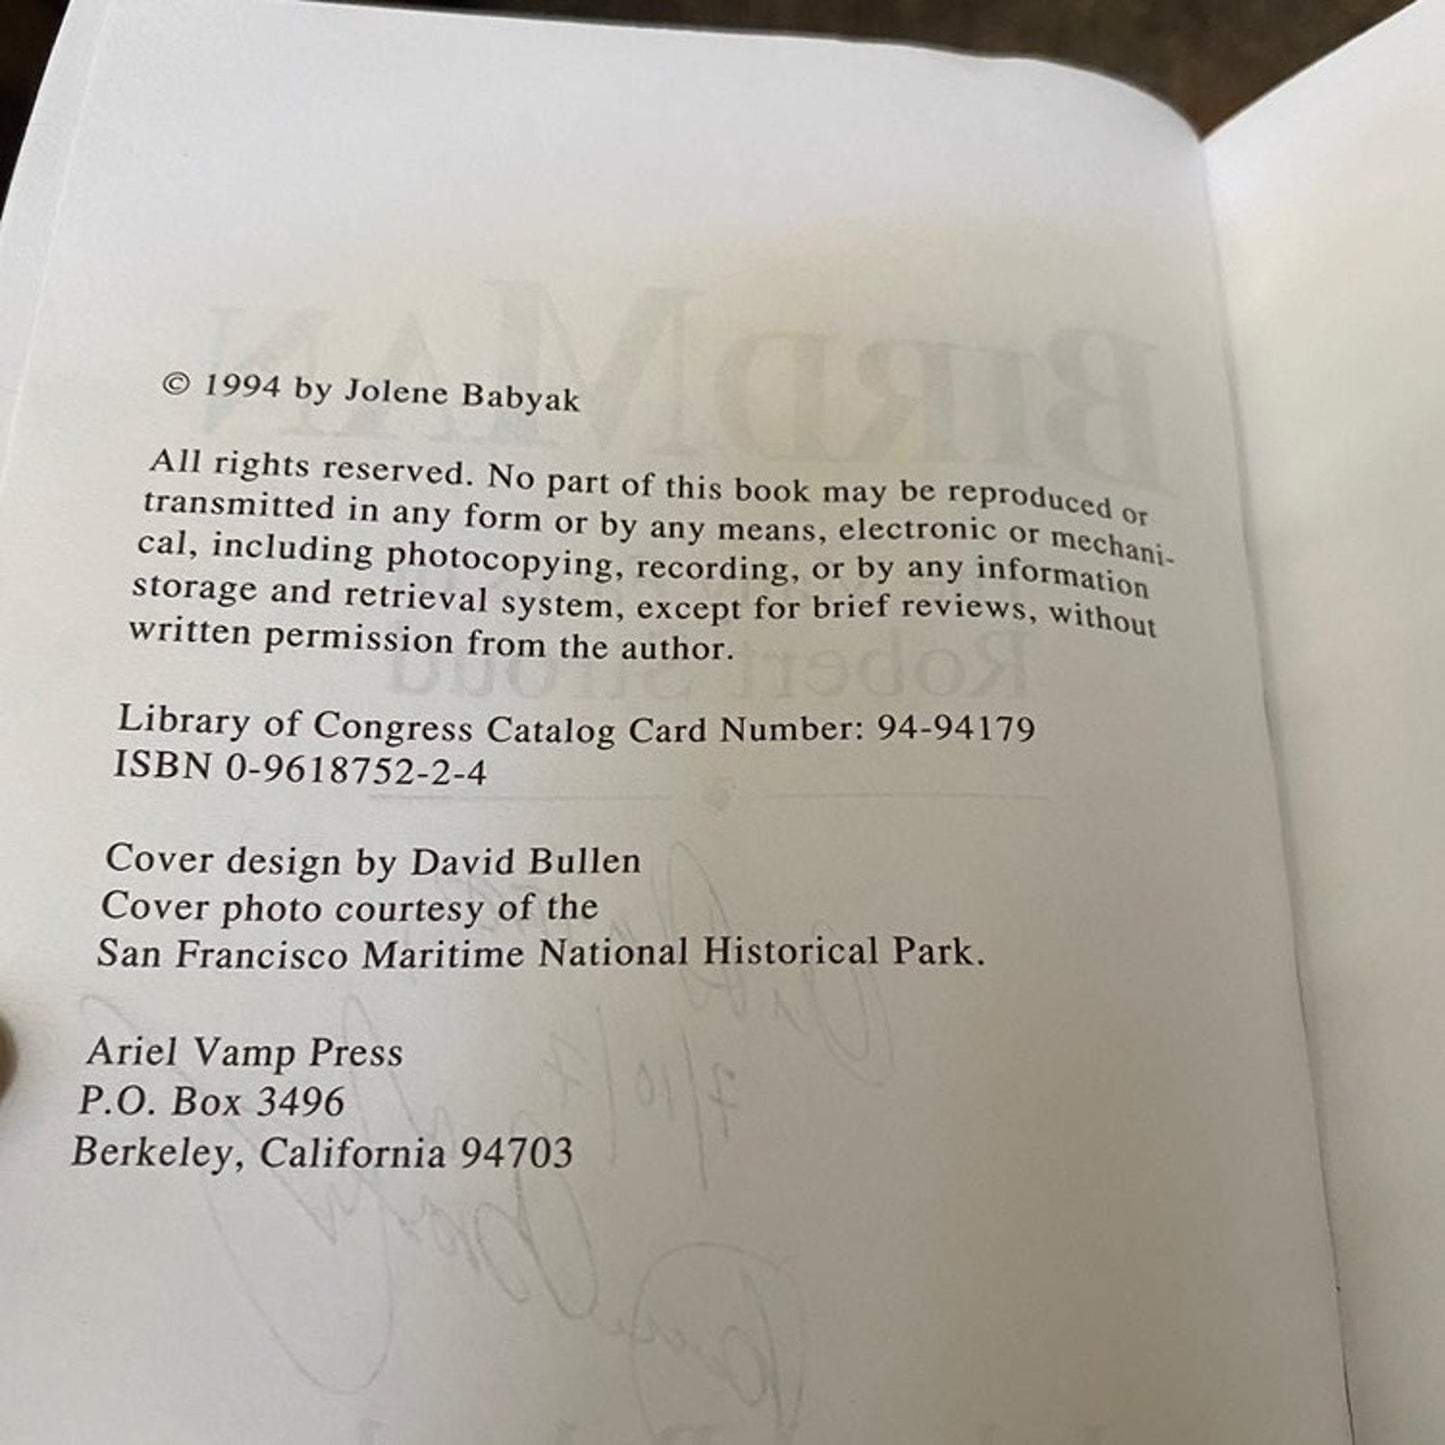 © 1994 by Jolene Babyak
All rights reserved. No part of this book may be reproduced or
transmitted in any form or by any means, electronic or mechani-
cal, including photocopying, recording, or by any information
storage and retrieval system, except for brief reviews, without
written permission from the author.
Library of Congress Catalog Card Number: 94-94179
ISBN 0-9618752-2-4
Cover design by David Bullen
Cover photo courtesy of the
San Francisco Maritime National Historical Park.
Ariel Vamp Press
P.O. Box 3496
Berkeley, California 94703
BIRDMAN
Robert Stroud